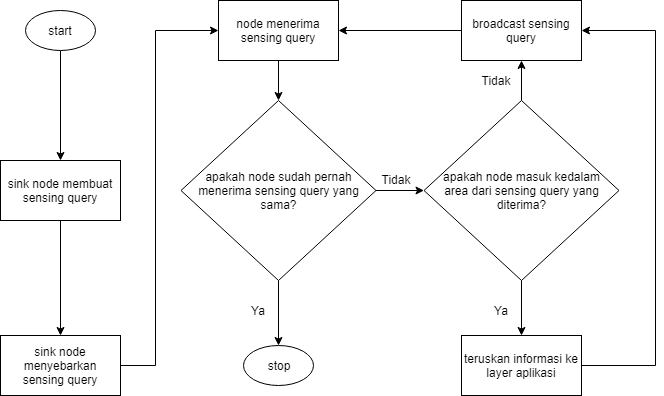 start
sink node membuat
sensing query
sink node
menyebarkan
sensing query
node menerima
sensing query
apakah node sudah pernah
menerima sensing query yang
sama?
Ya
stop
Tidak
apakah node masuk kedalam
area dari sensing query yang
diterima?
Tidak
broadcast sensing
query
Ya
teruskan informasi ke
layer aplikasi